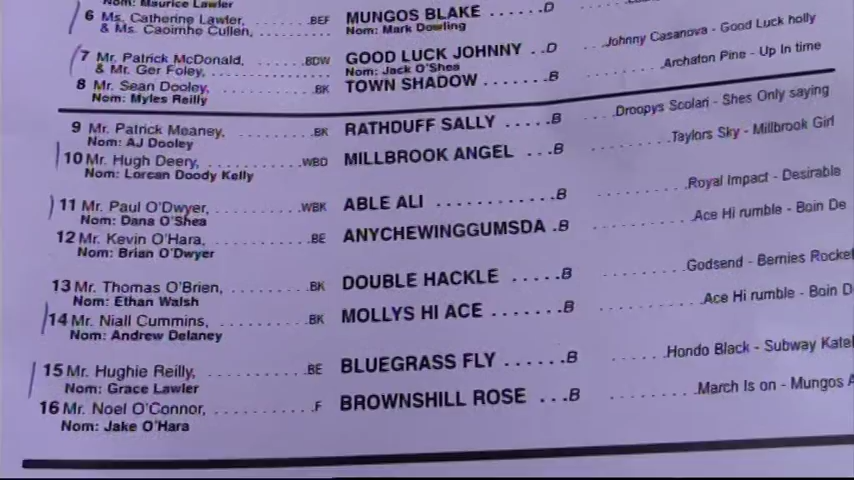 Nom: Maurice Lawler
6 Ms. Catherine Lawler, ........BEF MUNGOS BLAKE ......D
& Ms. Caoimhe Cullen, .......... Nom: Mark Dowling
7 Mr. Patrick McDonald, ........BDW GOOD LUCK JOHNNY ..D ......Johnny Casanova - Good Luck holly
& Mr. Ger Foley, .............. Nom: Jack O'Shea
8 Mr. Sean Dooley, ............BK TOWN SHADOW .......B ..........Archaton Pine - Up In time
Nom: Myles Reilly
9 Mr. Patrick Meaney, ..........BK RATHDUFF SALLY .....B ....Droopys Scolari - Shes Only saying
Nom: AJ Dooley
10 Mr. Hugh Deery, ............WBD MILLBROOK ANGEL ...B ..........Taylors Sky - Millbrook Girl
Nom: Lorcan Doody Kelly
11 Mr. Paul O'Dwyer, ..........WBK ABLE ALI ............B ...........Royal Impact - Desirable
Nom: Dana O'Shea
12 Mr. Kevin O'Hara, ............BE ANYCHEWINGGUMSDA .B ...........Ace Hi rumble - Boin De
Nom: Brian O'Dwyer
13 Mr. Thomas O'Brien, ..........BK DOUBLE HACKLE .....B ..........Godsend - Bernies Rocket
Nom: Ethan Walsh
14 Mr. Niall Cummins, ...........BK MOLLYS HI ACE .......B ............Ace Hi rumble - Boin D
Nom: Andrew Delaney
15 Mr. Hughie Reilly, ............BE BLUEGRASS FLY ......B .......Hondo Black - Subway Katel
Nom: Grace Lawler
16 Mr. Noel O'Connor, ............F BROWNSHILL ROSE ...B ..........March Is on - Mungos A
Nom: Jake O'Hara